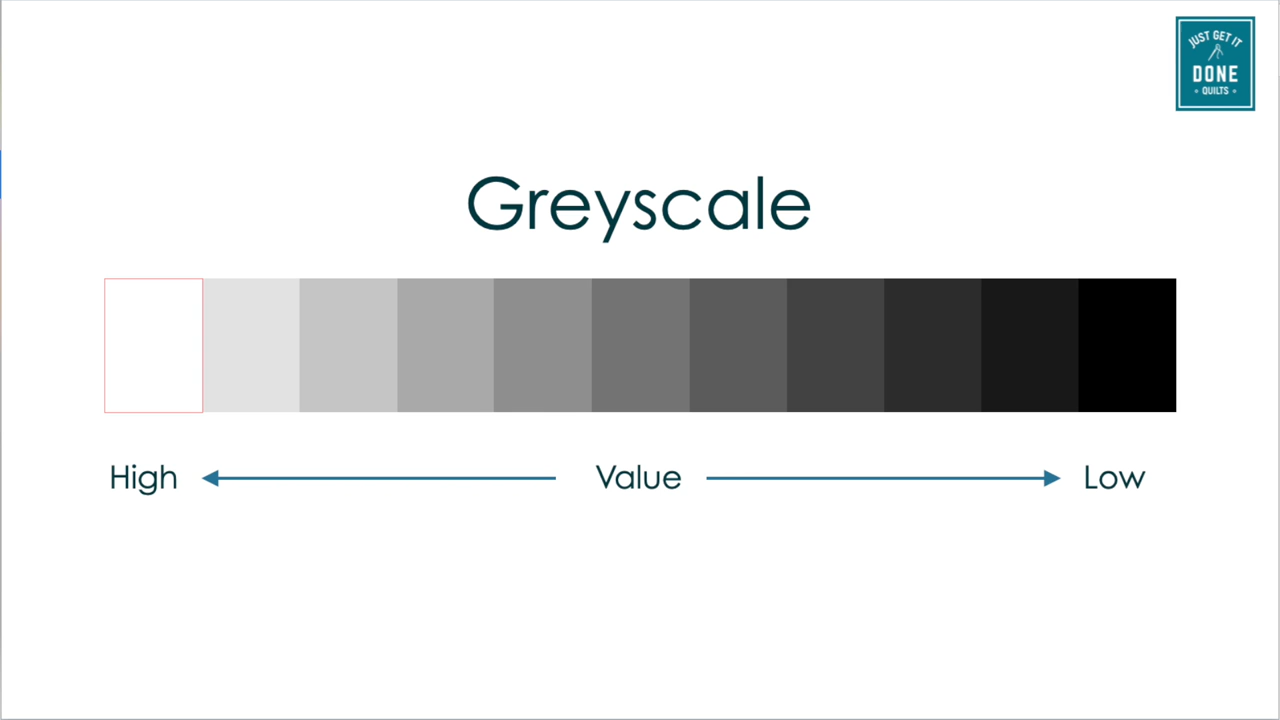 JUST GET IT
DONE
QUILTS
Greyscale
High Value Low